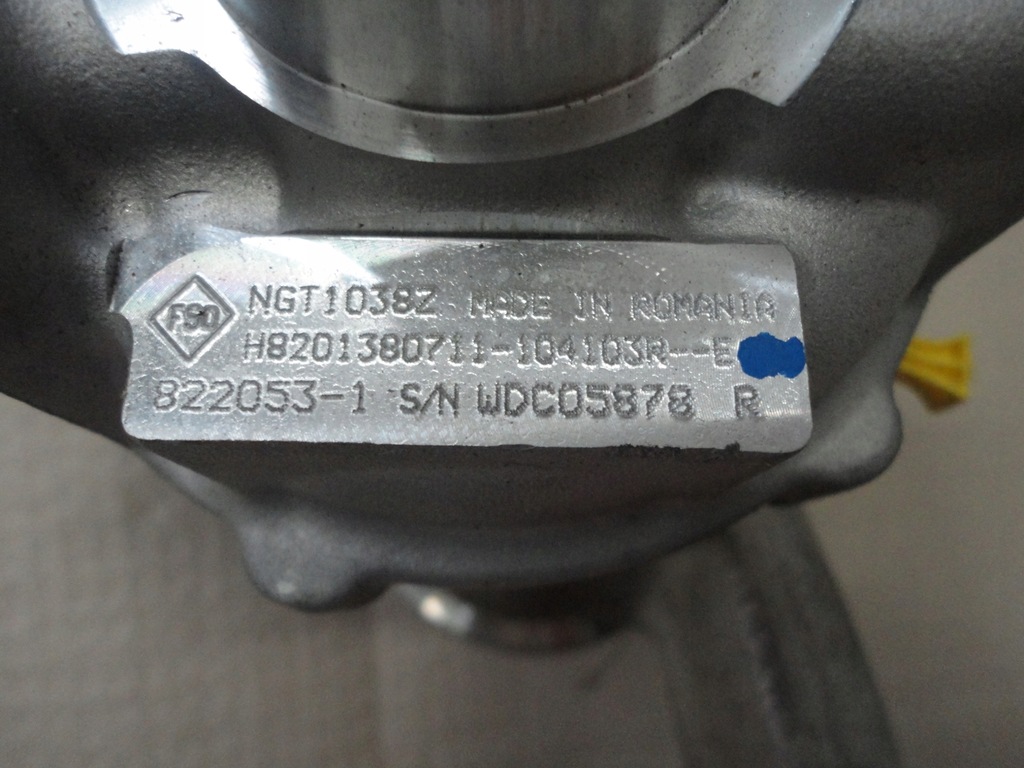 FSO
NGT1038Z MADE IN ROMANIA
H8201380711-104103R--E
822053-1 S/N WDC05878 R